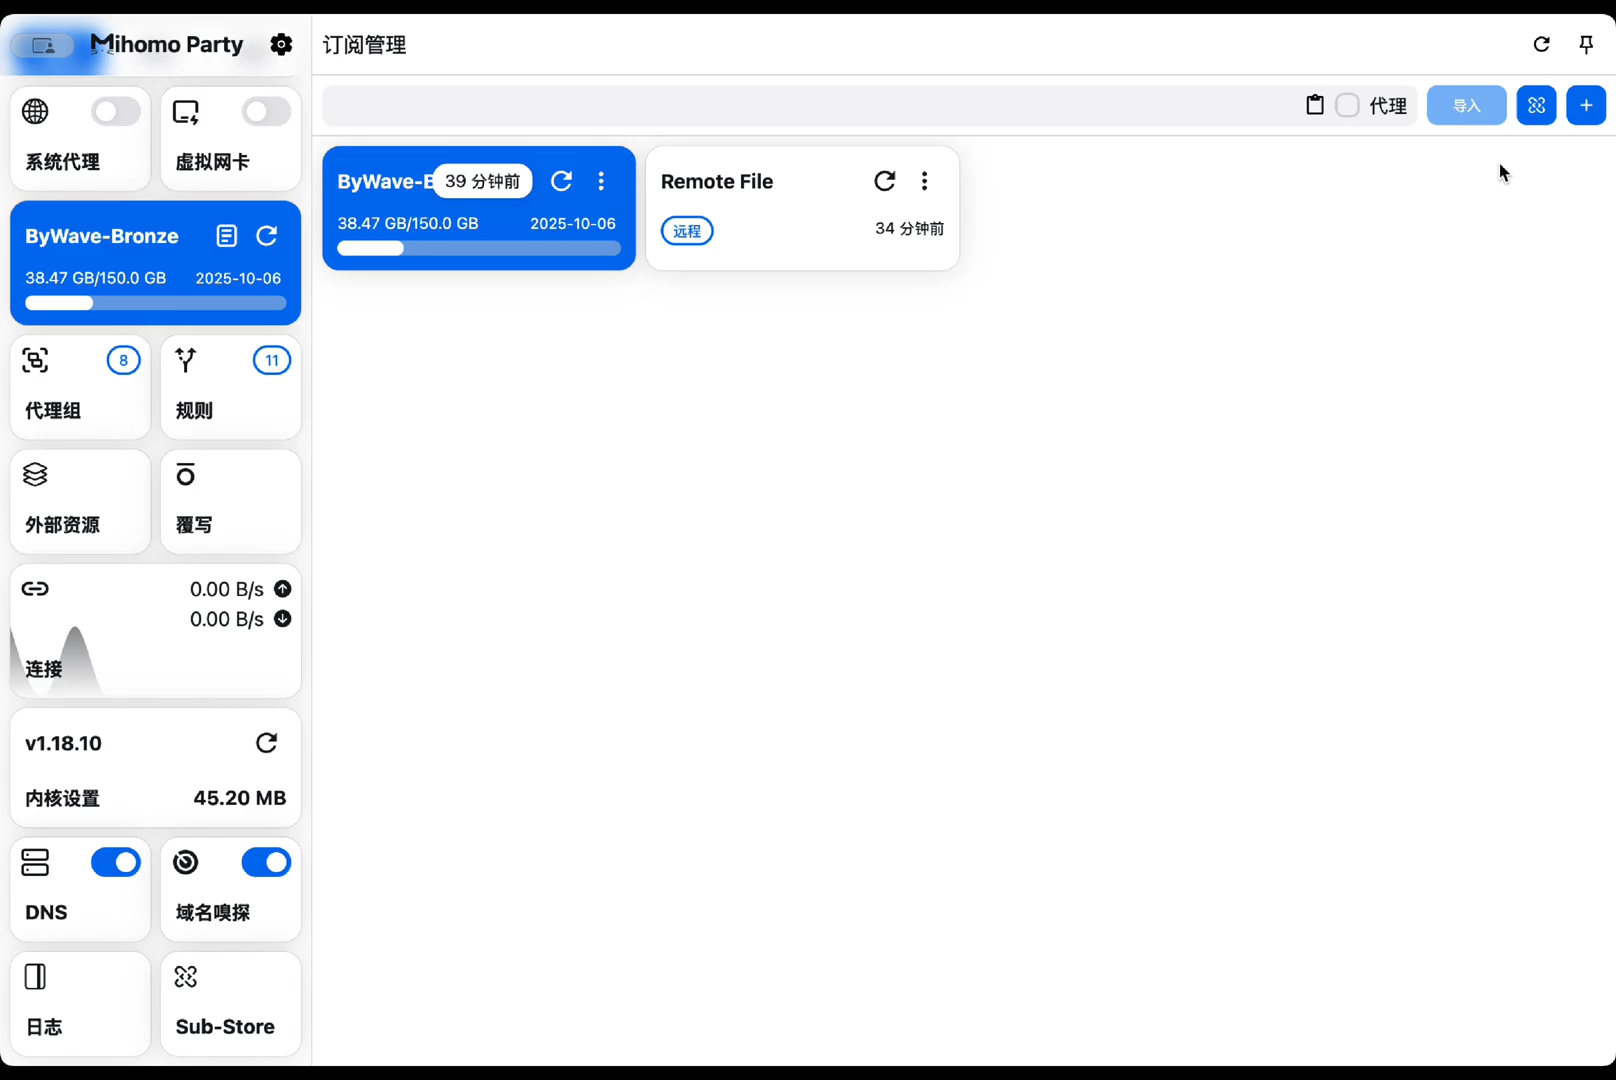 Mihomo Party
订阅管理
代理
导入
系统代理
虚拟网卡
ByWave-Bronze
38.47 GB/150.0 GB
2025-10-06
ByWave-B
39 分钟前
38.47 GB/150.0 GB
2025-10-06
Remote File
远程
34 分钟前
8
代理组
11
规则
外部资源
覆写
0.00 B/s
0.00 B/s
连接
v1.18.10
内核设置
45.20 MB
DNS
域名嗅探
日志
Sub-Store